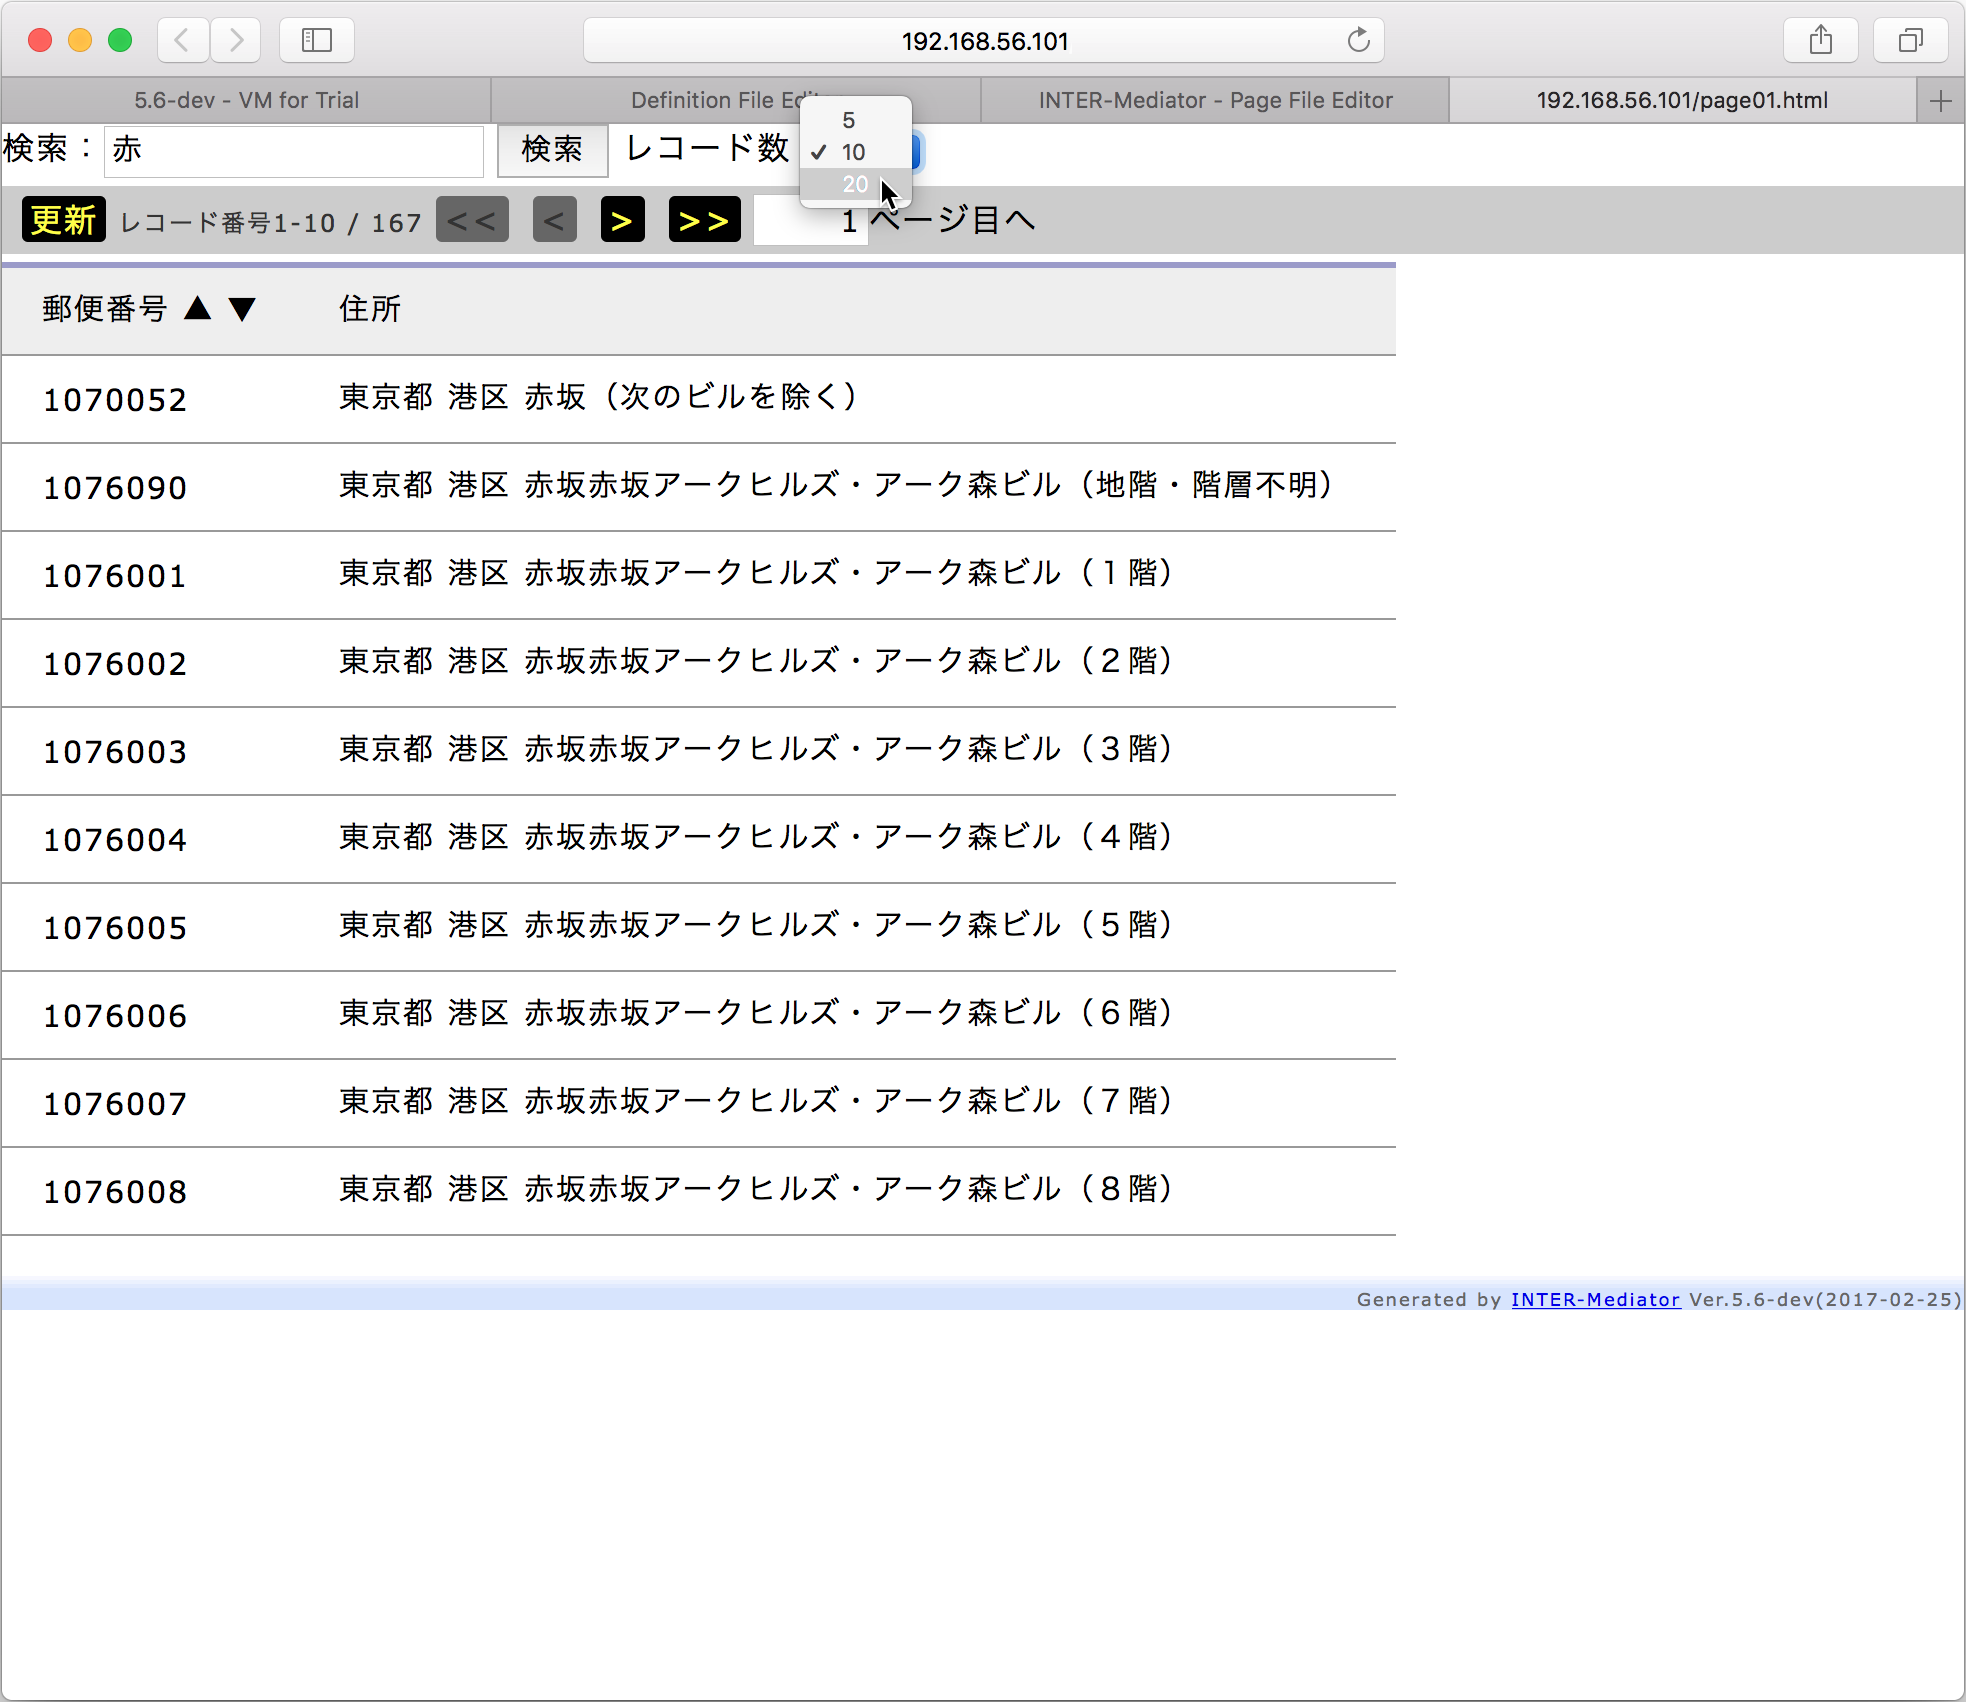 192.168.56.101
5.6-dev - VM for Trial
Definition File
INTER-Mediator - Page File Editor
192.168.56.101/page01.html
検索：
赤
検索
レコード数
5
✓ 10
20
更新
レコード番号1-10 / 167
<<
<
>
>>
1
ページ目へ
郵便番号 ▲ ▼ 住所
1070052 東京都 港区 赤坂（次のビルを除く）
1076090 東京都 港区 赤坂赤坂アークヒルズ・アーク森ビル（地階・階層不明）
1076001 東京都 港区 赤坂赤坂アークヒルズ・アーク森ビル（１階）
1076002 東京都 港区 赤坂赤坂アークヒルズ・アーク森ビル（２階）
1076003 東京都 港区 赤坂赤坂アークヒルズ・アーク森ビル（３階）
1076004 東京都 港区 赤坂赤坂アークヒルズ・アーク森ビル（４階）
1076005 東京都 港区 赤坂赤坂アークヒルズ・アーク森ビル（５階）
1076006 東京都 港区 赤坂赤坂アークヒルズ・アーク森ビル（６階）
1076007 東京都 港区 赤坂赤坂アークヒルズ・アーク森ビル（７階）
1076008 東京都 港区 赤坂赤坂アークヒルズ・アーク森ビル（８階）
Generated by INTER-Mediator Ver.5.6-dev(2017-02-25)